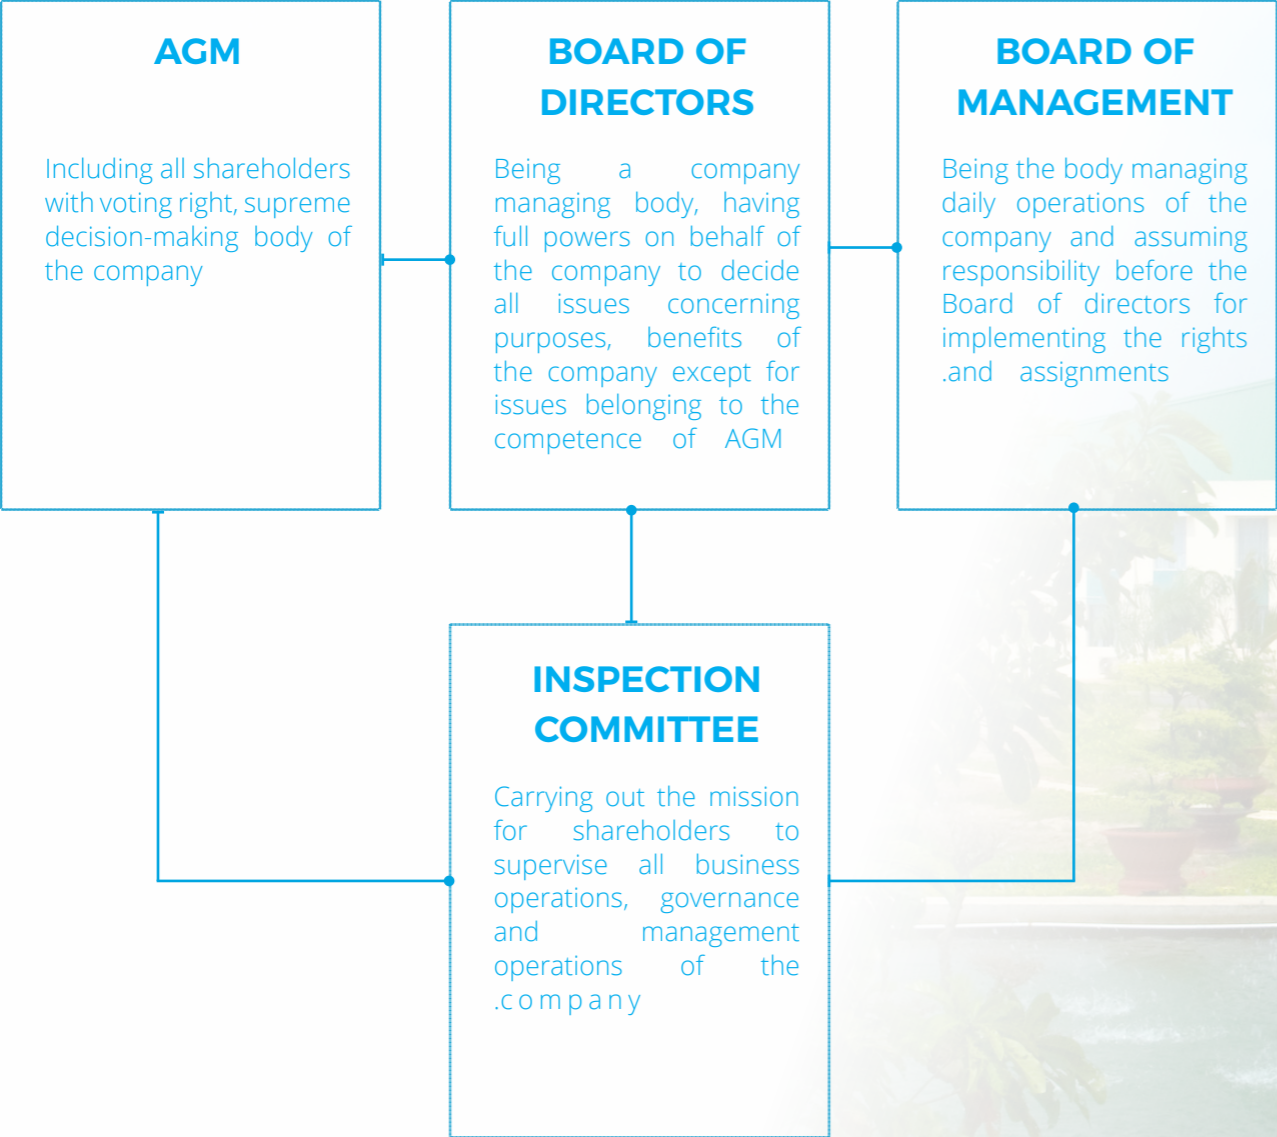 AGM
Including all shareholders
with voting right, supreme
decision-making body of
the company
BOARD OF
DIRECTORS
Being a company
managing body, having
full powers on behalf of
the company to decide
all issues concerning
purposes, benefits of
the company except for
issues belonging to the
competence of AGM
BOARD OF
MANAGEMENT
Being the body managing
daily operations of the
company and assuming
responsibility before the
Board of directors for
implementing the rights
.and assignments
INSPECTION
COMMITTEE
Carrying out the mission
for shareholders to
supervise all business
operations, governance
and management
operations of the
.company